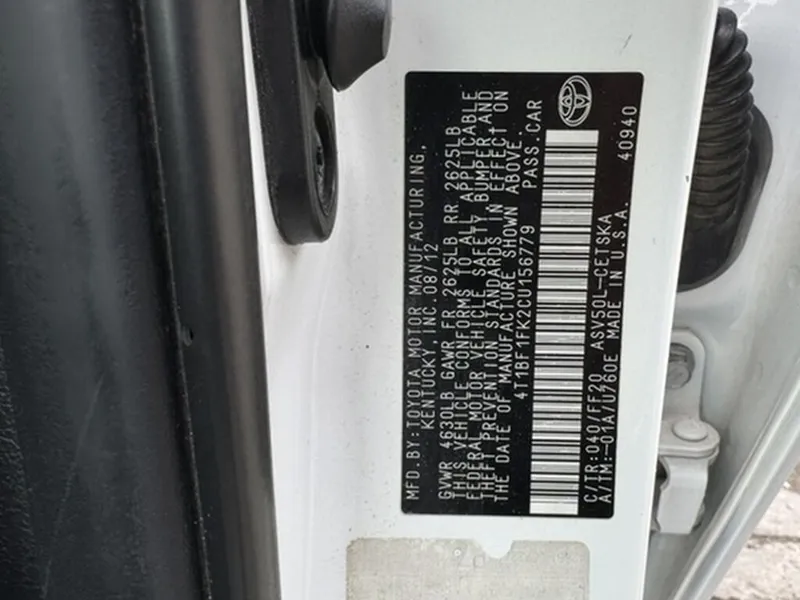 MFD. BY: TOYOTA MOTOR MANUFACTURING,
KENTUCKY, INC. 08/12
GVWR 4630LB GAWR FR 2625LB RR 2625LB
THIS VEHICLE CONFORMS TO ALL APPLICABLE
FEDERAL MOTOR VEHICLE SAFETY, BUMPER AND
THEFT PREVENTION STANDARDS IN EFFECT ON
THE DATE OF MANUFACTURE SHOWN ABOVE.
4T1BF1FK2CU156779 PASS. CAR
C/TR: 040/FF20 ASV50L-CETSKA
A/TM: -01A/U760E MADE IN U.S.A. 40940